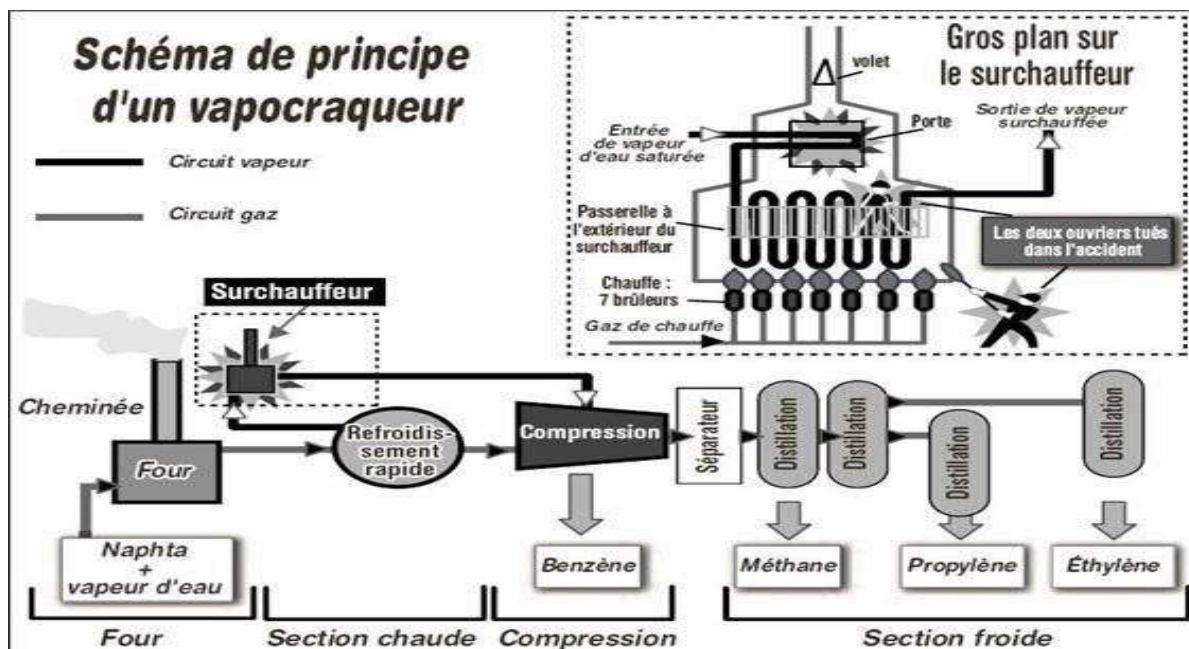 Schéma de principe
d'un vapocraqueur
Circuit vapeur
Circuit gaz
Gros plan sur
le surchauffeur
volet
Sortie de vapeur
surchauffée
Entrée
de vapeur
d'eau saturée
Porte
Passerelle à
l'extérieur du
surchauffeur
Les deux ouvriers tués
dans l'accident
Chauffe :
7 brûleurs
Gaz de chauffe
Surchauffeur
Cheminée
Four
Refroidis-
sement
rapide
Compression
Séparateur
Distillation
Distillation
Distillation
Distillation
Naphta
+
vapeur d'eau
Benzène
Méthane
Propylène
Éthylène
Four
Section chaude
Compression
Section froide